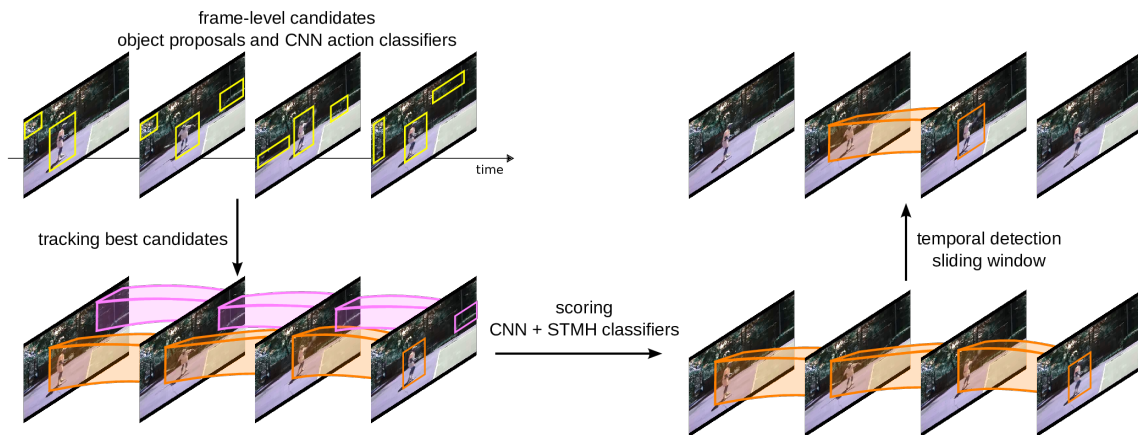 frame-level candidates
object proposals and CNN action classifiers
time
tracking best candidates
scoring
CNN + STMH classifiers
temporal detection
sliding window